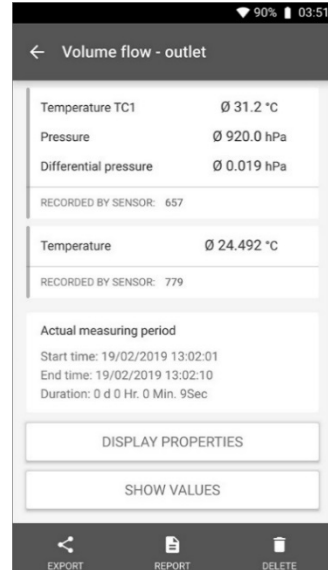 90% 03:51
Volume flow - outlet
Temperature TC1 Ø 31.2 °C
Pressure Ø 920.0 hPa
Differential pressure Ø 0.019 hPa
RECORDED BY SENSOR: 657
Temperature Ø 24.492 °C
RECORDED BY SENSOR: 779
Actual measuring period
Start time: 19/02/2019 13:02:01
End time: 19/02/2019 13:02:10
Duration: 0 d 0 Hr. 0 Min. 9Sec
DISPLAY PROPERTIES
SHOW VALUES
EXPORT REPORT DELETE